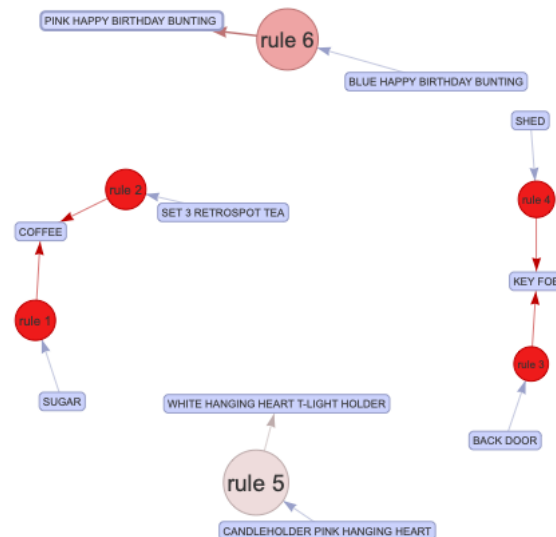 PINK HAPPY BIRTHDAY BUNTING
rule 6
BLUE HAPPY BIRTHDAY BUNTING
SHED
rule 2
rule 4
SET 3 RETROSPOT TEA
COFFEE
KEY FOB
rule 1
rule 3
SUGAR
WHITE HANGING HEART T-LIGHT HOLDER
BACK DOOR
rule 5
CANDLEHOLDER PINK HANGING HEART